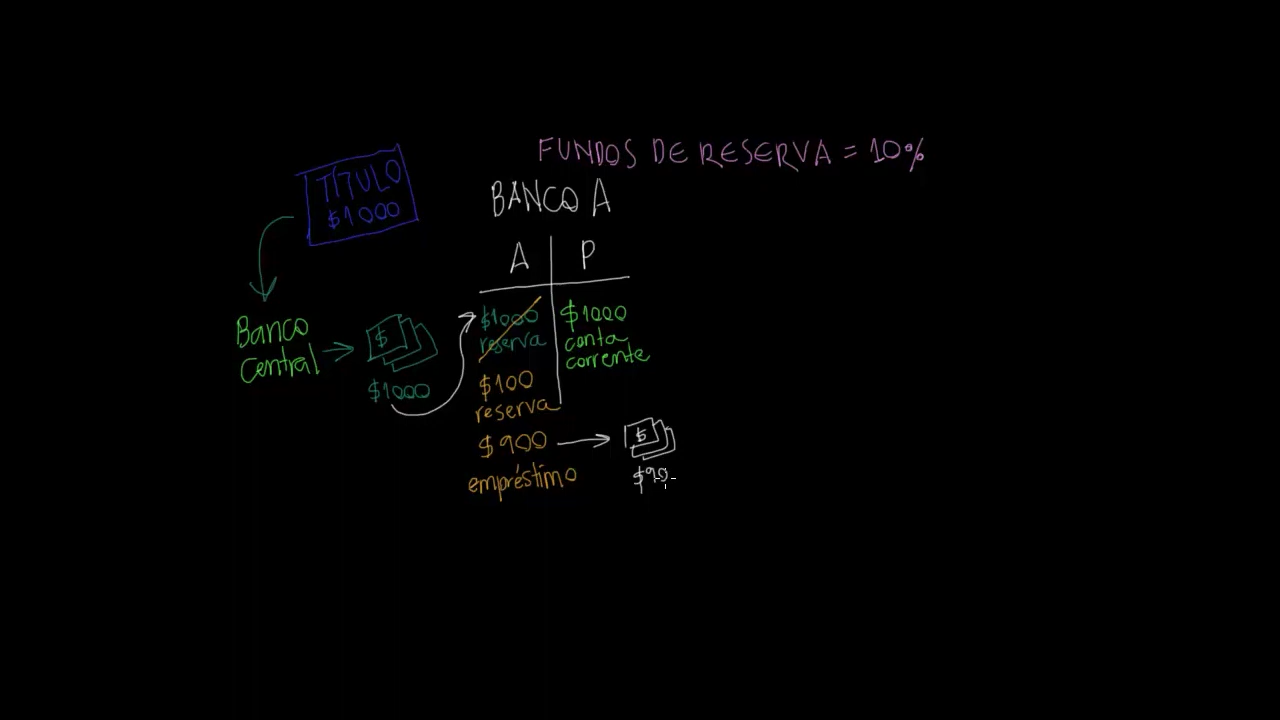 FUNDOS DE RESERVA = 10%
TÍTULO
$1000
BANCO A
A
P
Banco
Central
$
$1000
$1000
reserva
$1000
conta
corrente
$100
reserva
$900
empréstimo
$
$90